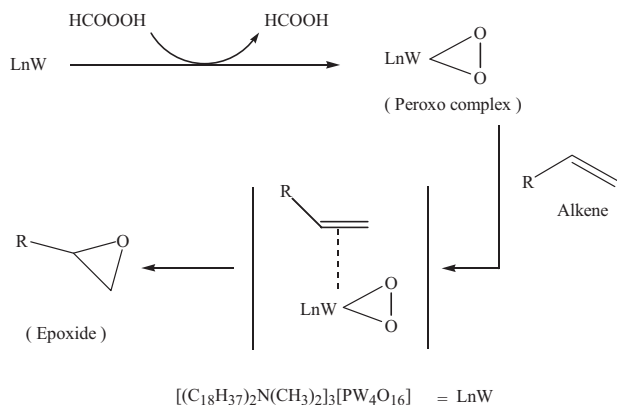 HCOOOH HCOOH
LnW
LnW O O
( Peroxo complex )
R
Alkene
R
R O
LnW O O
( Epoxide )
[(C18H37)2N(CH3)2]3[PW4O16] = LnW